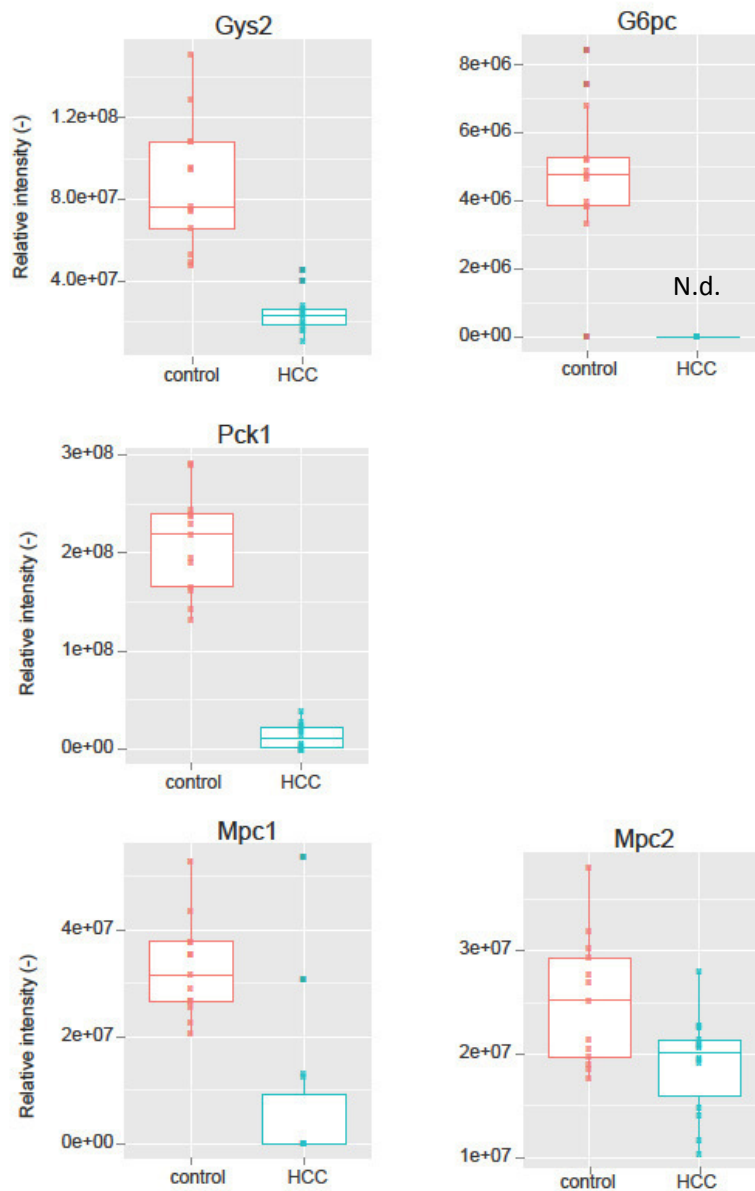 Gys2
Relative intensity (-)
1.2e+08
8.0e+07
4.0e+07
control HCC
G6pc
8e+06
6e+06
4e+06
2e+06
0e+00
N.d.
control HCC
Pck1
Relative intensity (-)
3e+08
2e+08
1e+08
0e+00
control HCC
Mpc1
Relative intensity (-)
4e+07
2e+07
0e+00
control HCC
Mpc2
3e+07
2e+07
1e+07
control HCC